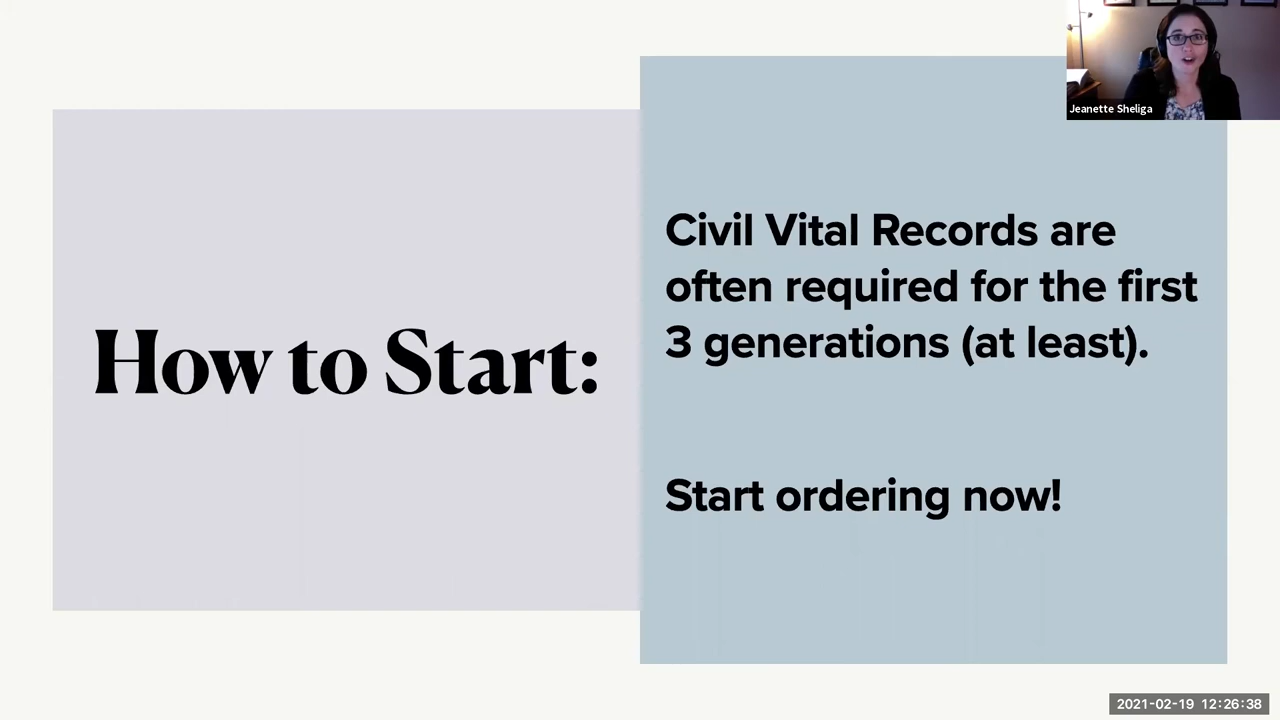 Jeanette Sheliga
How to Start:
Civil Vital Records are
often required for the first
3 generations (at least).
Start ordering now!
2021-02-19 12:26:38